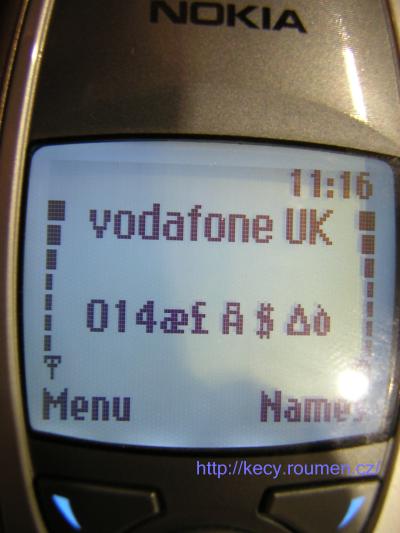 NOKIA
11:16
vodafone UK
014æ£ Å $ Δò
Menu Names
http://kecy.roumen.cz/